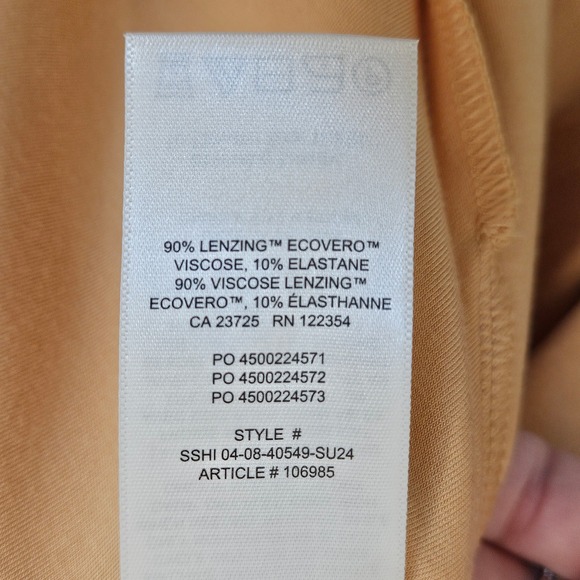 90% LENZING™ ECOVERO™
VISCOSE, 10% ELASTANE
90% VISCOSE LENZING™
ECOVERO™, 10% ÉLASTHANNE
CA 23725 RN 122354
PO 4500224571
PO 4500224572
PO 4500224573
STYLE #
SSHI 04-08-40549-SU24
ARTICLE # 106985